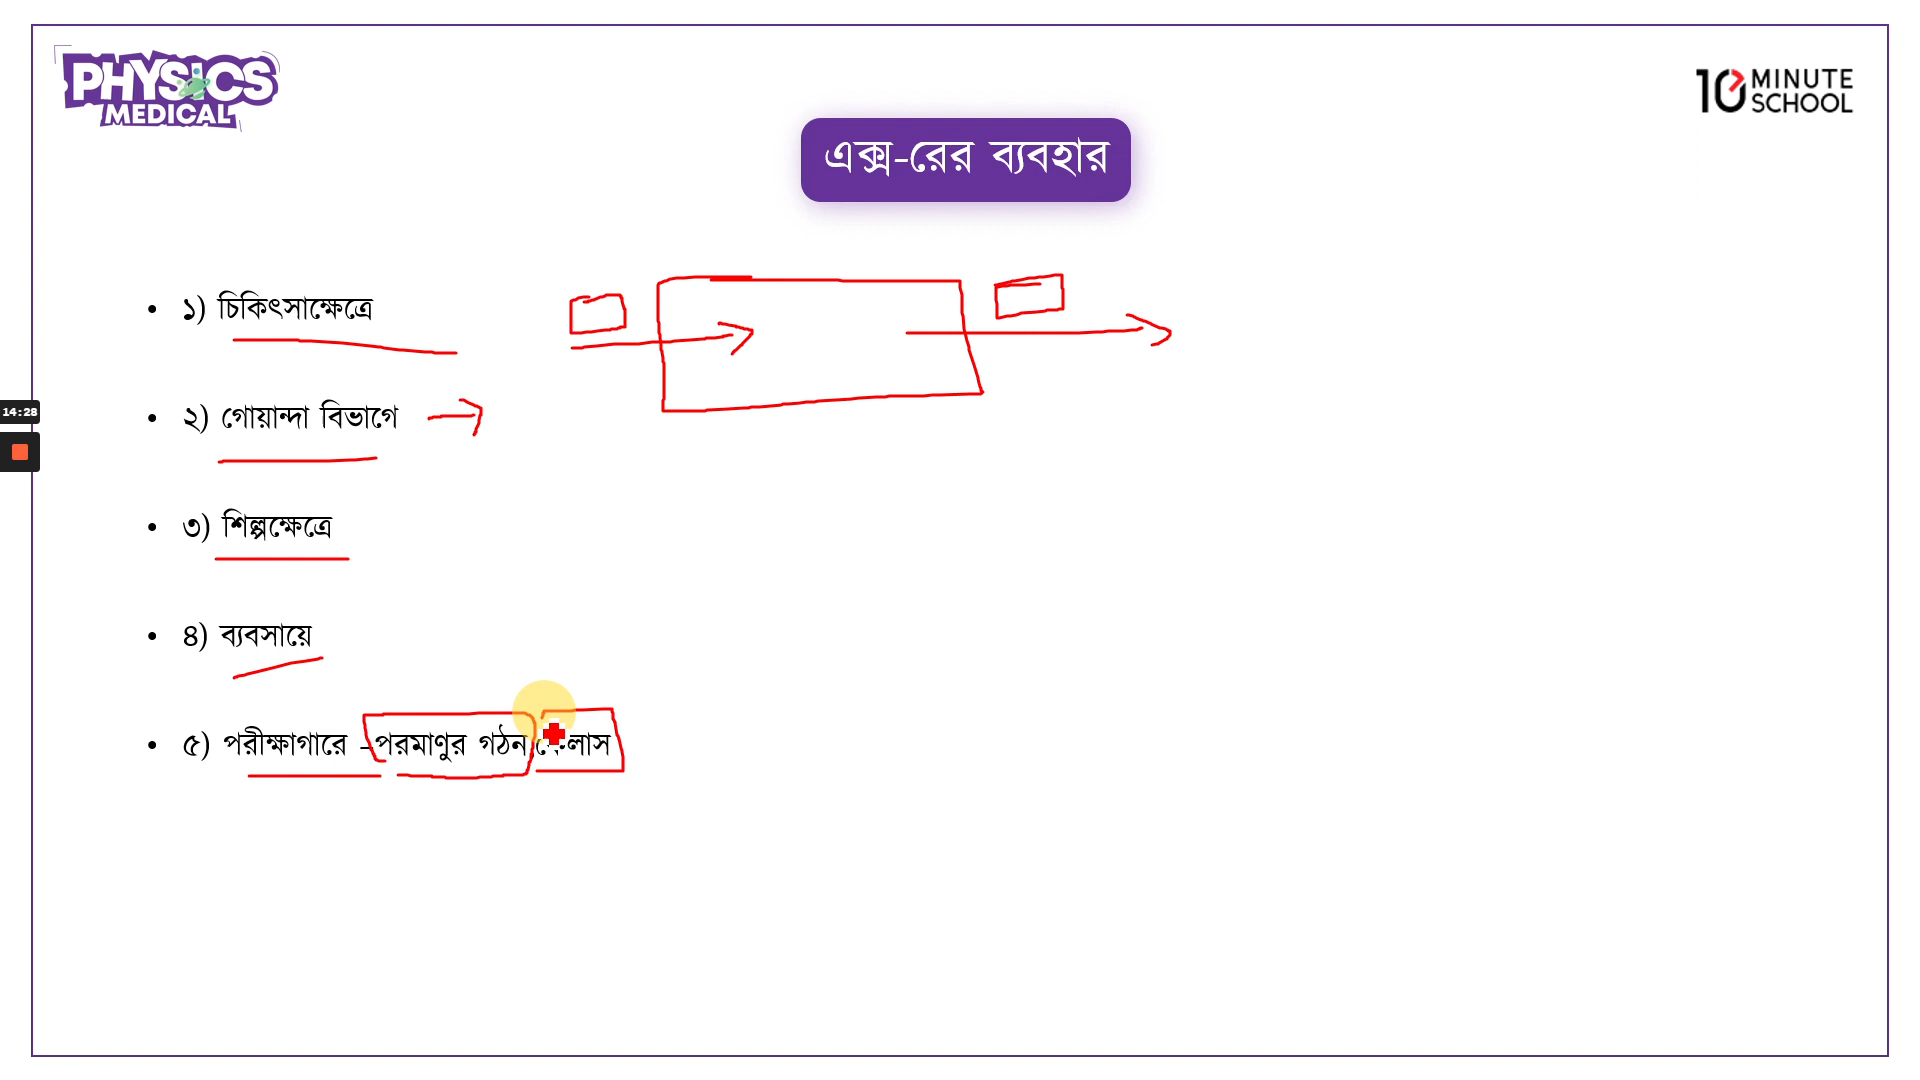 PHYSICS
MEDICAL
10 MINUTE
SCHOOL
এক্স-রের ব্যবহার
• ১) চিকিৎসাক্ষেত্রে
14:28
• ২) গোয়ান্দা বিভাগে
• ৩) শিল্পক্ষেত্রে
• ৪) ব্যবসায়ে
• ৫) পরীক্ষাগারে –পরমাণুর গঠন